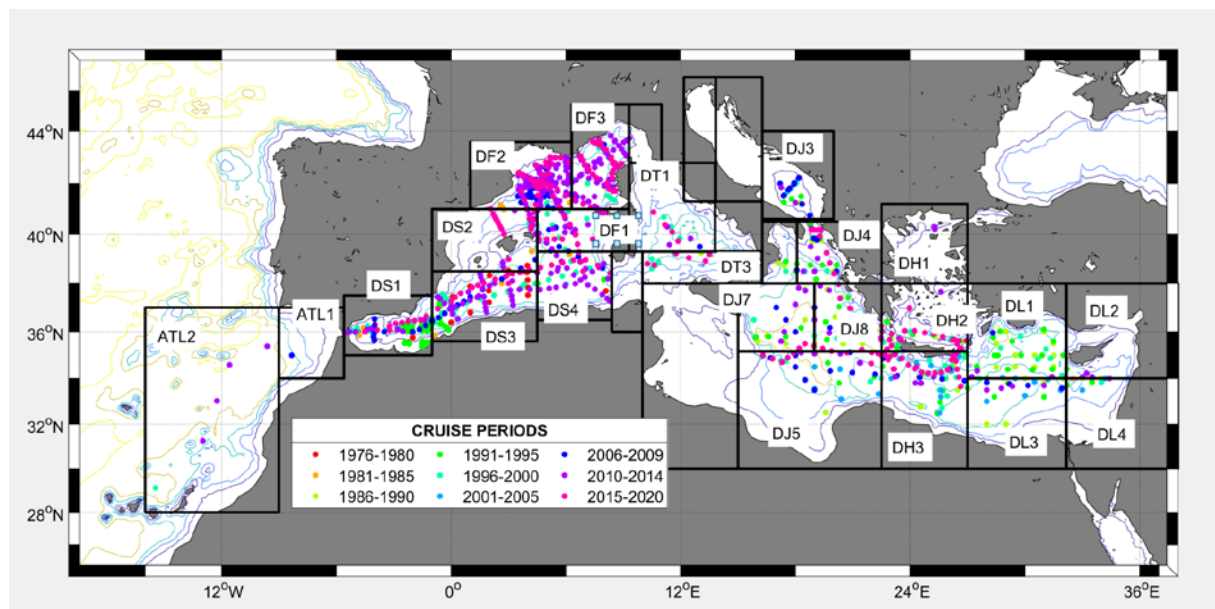 44°N
40°N
36°N
32°N
28°N
12°W
0°
12°E
24°E
36°E
DF3
DF2
DJ3
DT1
DS2
DF1
DJ4
DH1
DT3
DS1
ATL1
ATL2
DS3
DS4
DJ7
DJ8
DH2
DL1
DL2
DJ5
DH3
DL3
DL4
CRUISE PERIODS
1976-1980 1991-1995 2006-2009
1981-1985 1996-2000 2010-2014
1986-1990 2001-2005 2015-2020